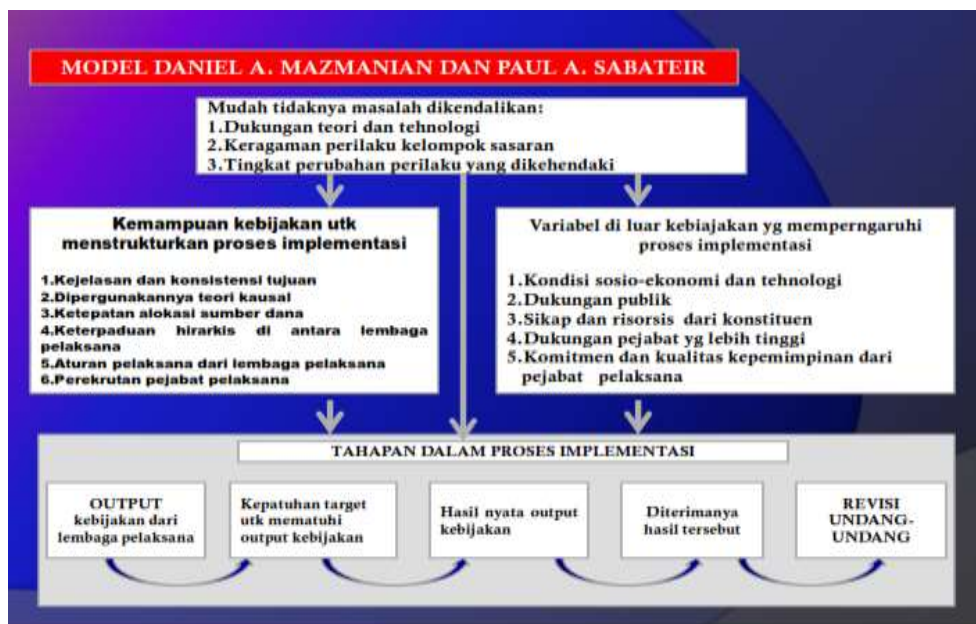 MODEL DANIEL A. MAZMANIAN DAN PAUL A. SABATEIR
Mudah tidaknya masalah dikendalikan:
1.Dukungan teori dan tehnologi
2.Keragaman perilaku kelompok sasaran
3.Tingkat perubahan perilaku yang dikehendaki
Kemampuan kebijakan utk
menstrukturkan proses implementasi
1.Kejelasan dan konsistensi tujuan
2.Dipergunakannya teori kausal
3.Ketepatan alokasi sumber dana
4.Keterpaduan hirarkis di antara lembaga
pelaksana
5.Aturan pelaksana dari lembaga pelaksana
6.Perekrutan pejabat pelaksana
Variabel di luar kebiajakan yg memperngaruhi
proses implementasi
1.Kondisi sosio-ekonomi dan tehnologi
2.Dukungan publik
3.Sikap dan risorsis dari konstituen
4.Dukungan pejabat yg lebih tinggi
5.Komitmen dan kualitas kepemimpinan dari
pejabat pelaksana
TAHAPAN DALAM PROSES IMPLEMENTASI
OUTPUT
kebijakan dari
lembaga pelaksana
Kepatuhan target
utk mematuhi
output kebijakan
Hasil nyata output
kebijakan
Diterimanya
hasil tersebut
REVISI
UNDANG-
UNDANG